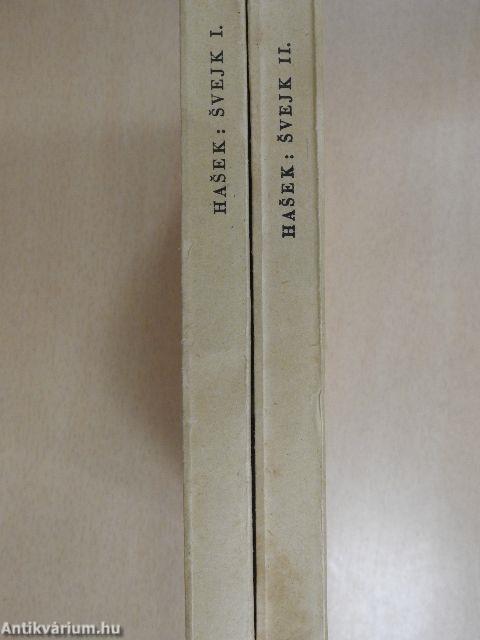 HAŠEK: ŠVEJK I.
HAŠEK: ŠVEJK II.
Antikvárium.hu